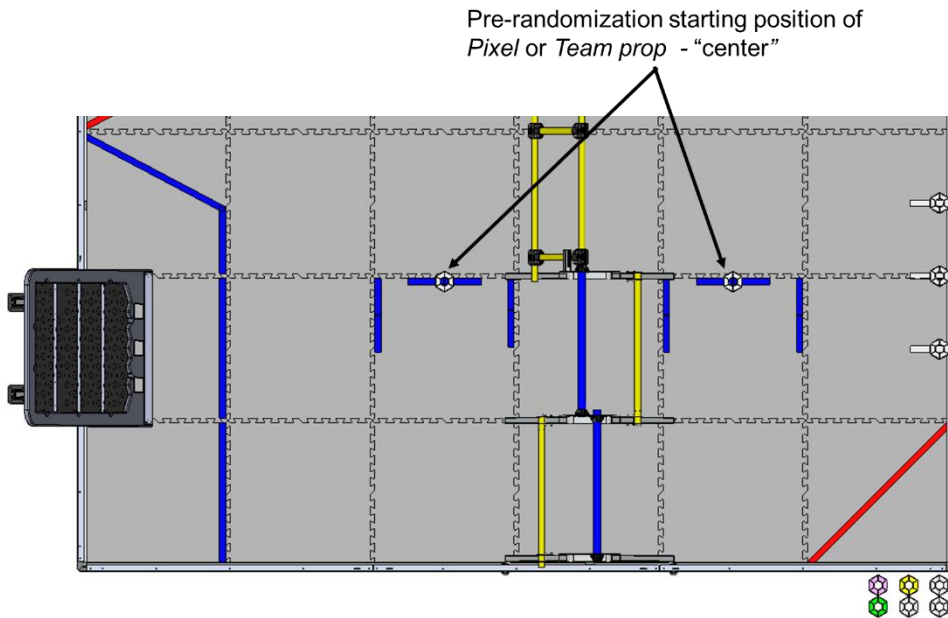 Pre-randomization starting position of
Pixel or Team prop - “center”